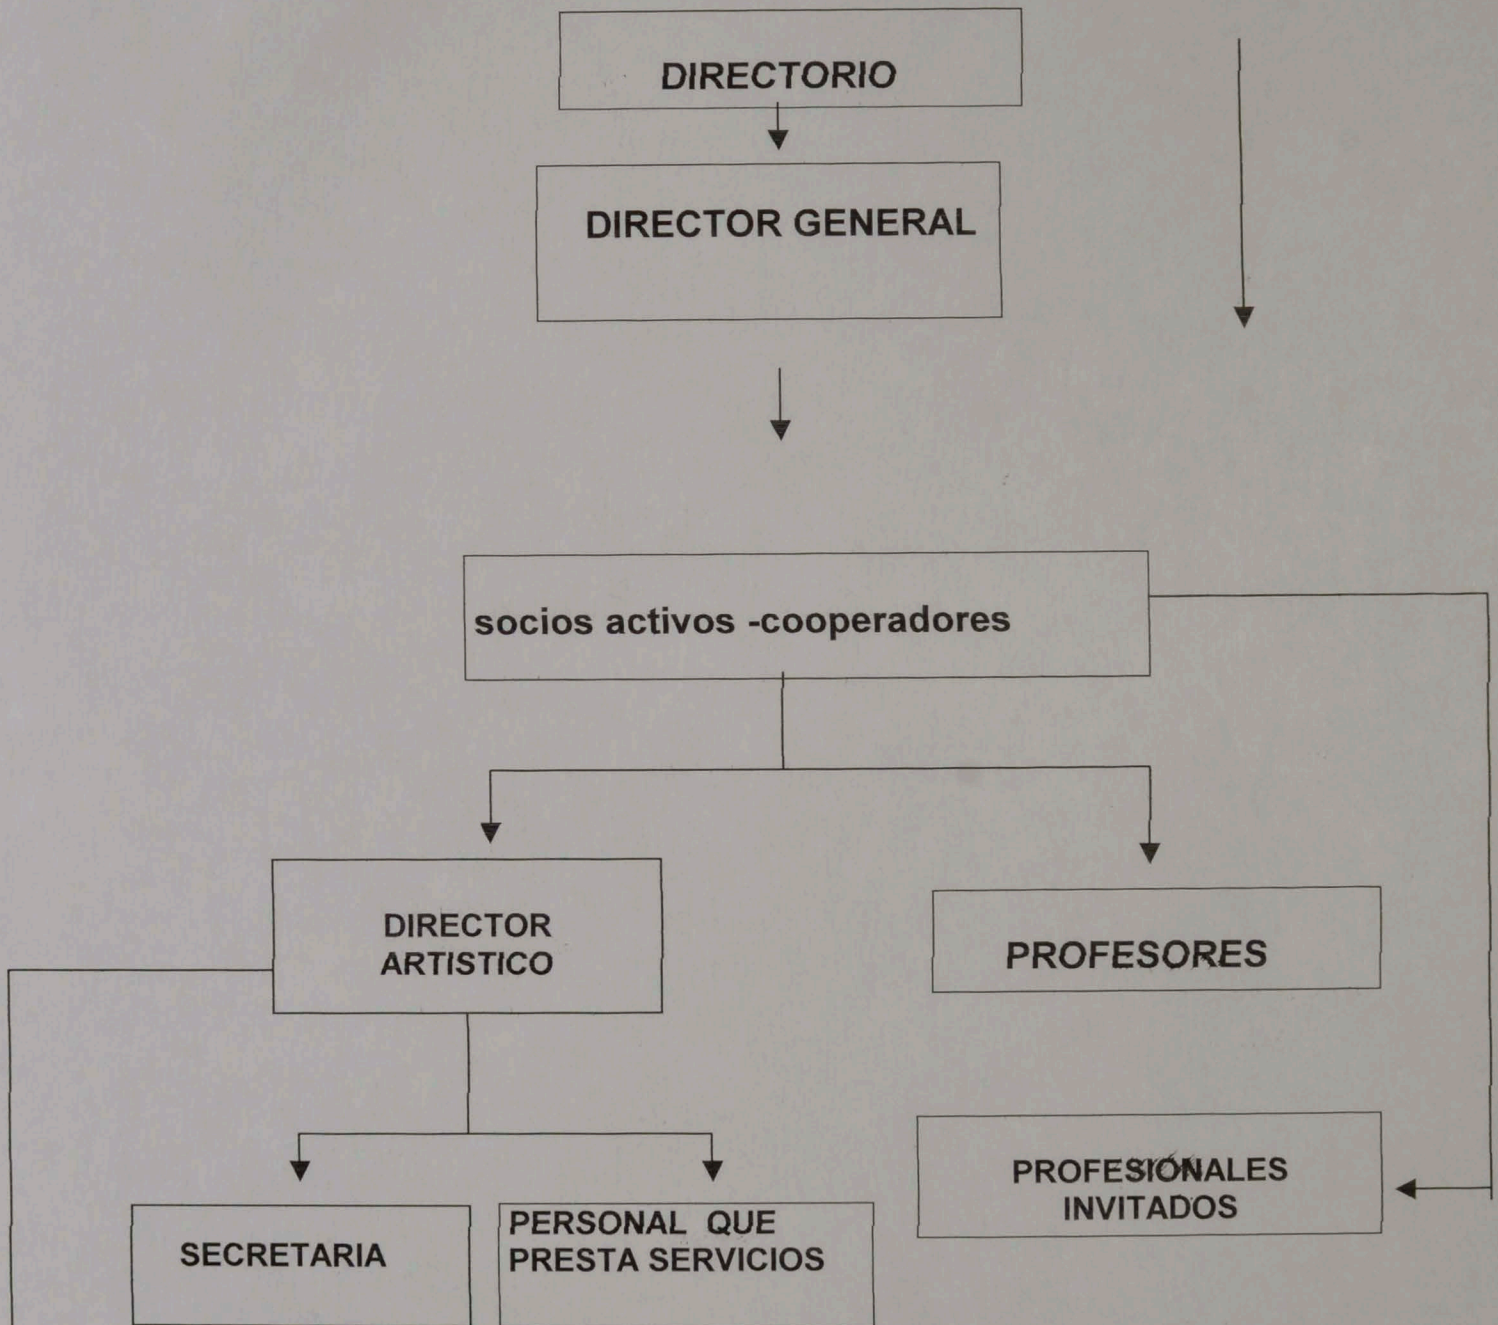 DIRECTORIO
DIRECTOR GENERAL
socios activos -cooperadores
DIRECTOR
ARTISTICO
PROFESORES
PROFESIONALES
INVITADOS
SECRETARIA
PERSONAL QUE
PRESTA SERVICIOS